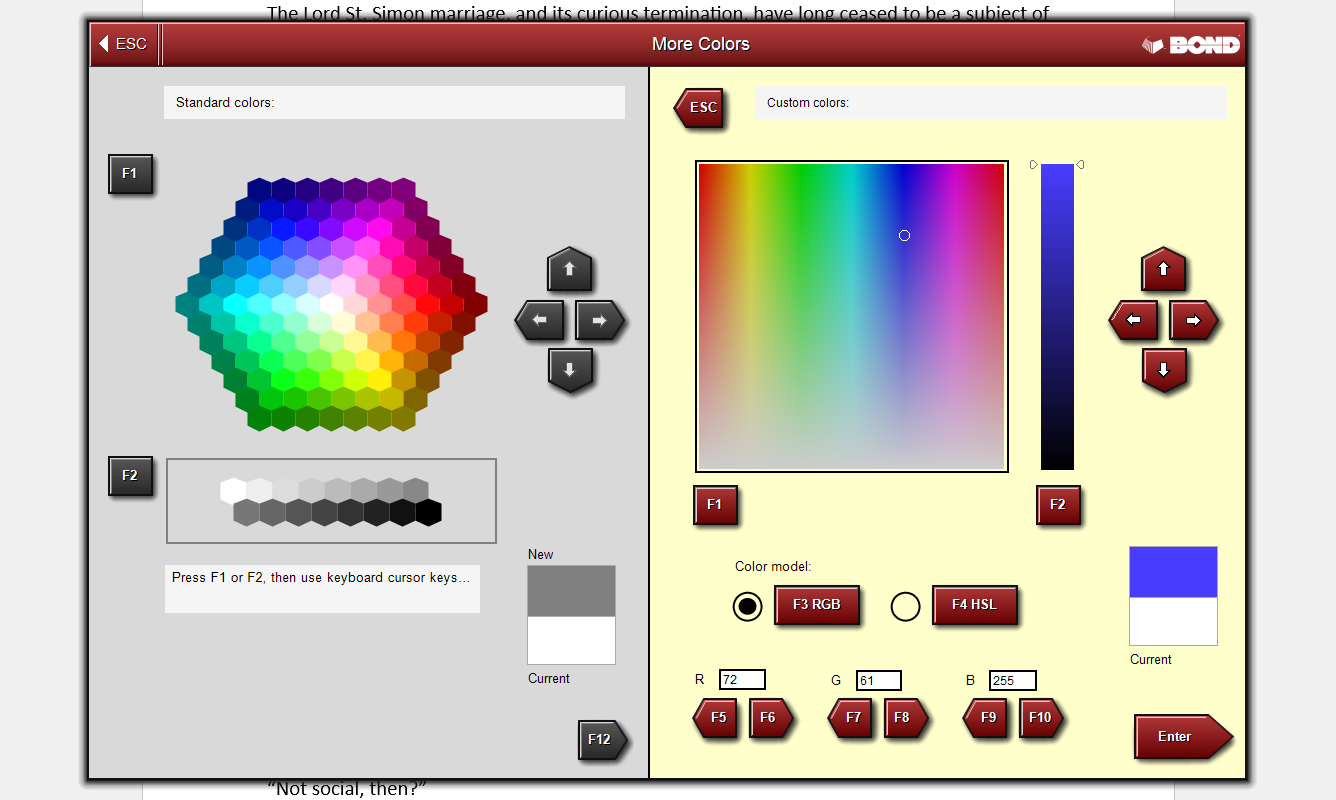 The Lord St. Simon marriage, and its curious termination, have long ceased to be a subject of
ESC
More Colors
BOND
Standard colors:
F1
F2
Press F1 or F2, then use keyboard cursor keys...
New
Current
F12
ESC
Custom colors:
F1
F2
Color model:
F3 RGB
F4 HSL
Current
R 72
G 61
B 255
F5
F6
F7
F8
F9
F10
Enter
“Not social, then?”